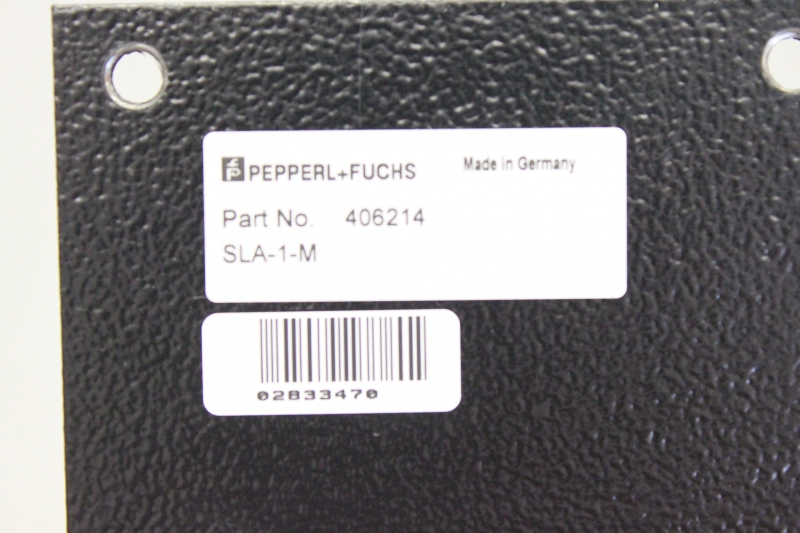 PEPPERL+FUCHS Made in Germany
Part No. 406214
SLA-1-M
02833470